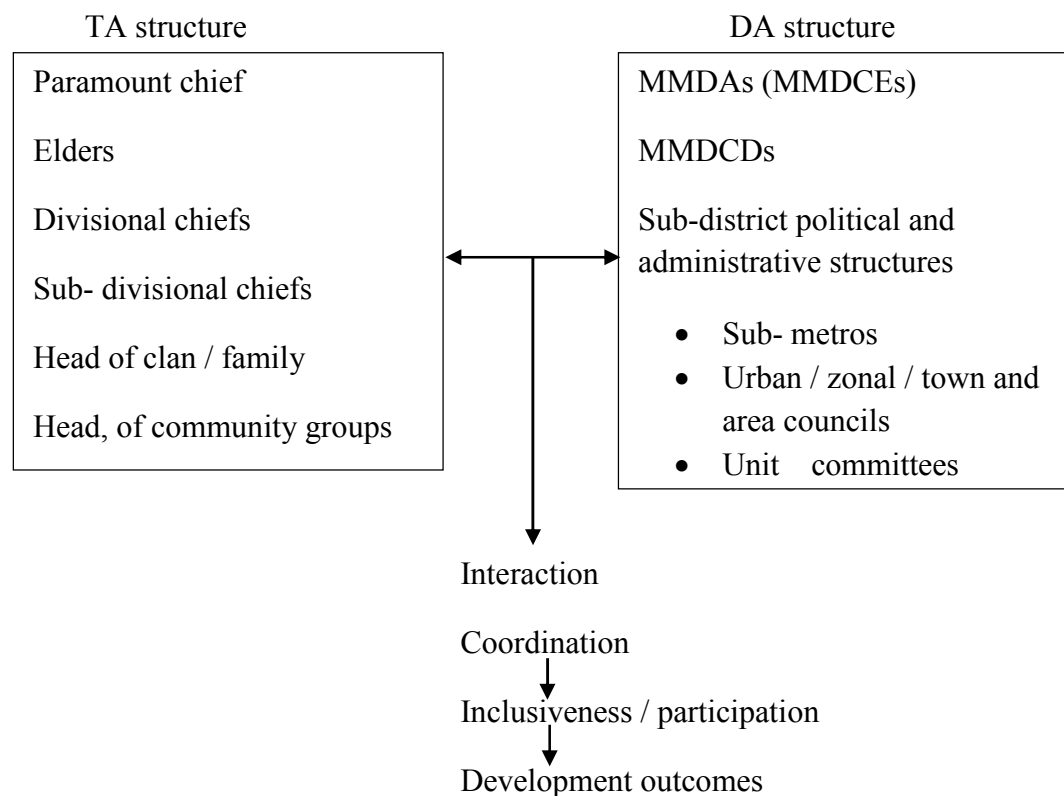 TA structure
Paramount chief
Elders
Divisional chiefs
Sub- divisional chiefs
Head of clan / family
Head, of community groups
DA structure
MMDAs (MMDCEs)
MMDCDs
Sub-district political and
administrative structures
• Sub- metros
• Urban / zonal / town and
area councils
• Unit committees
Interaction
Coordination
Inclusiveness / participation
Development outcomes